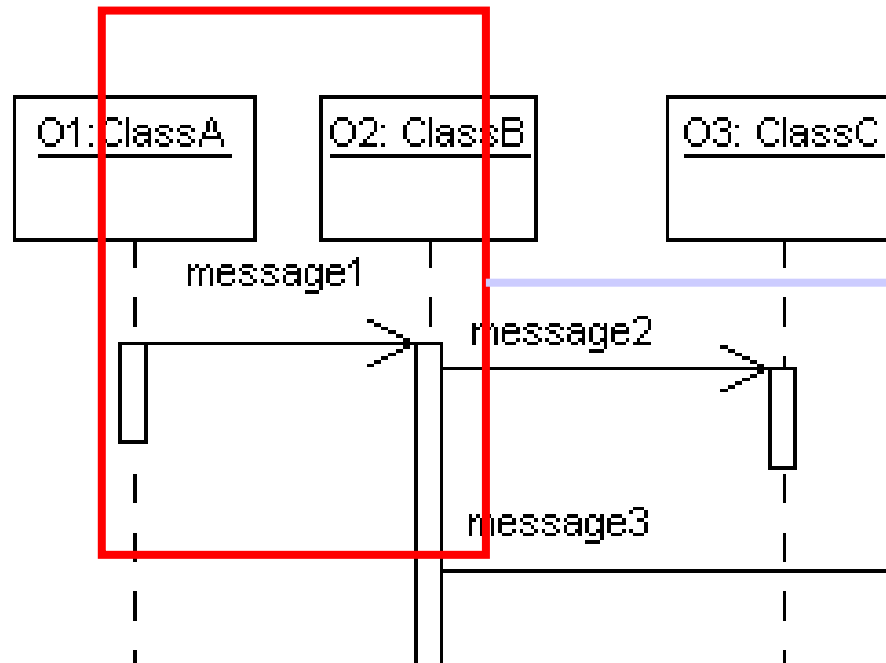 O1:ClassA
O2: ClassB
O3: ClassC
message1
message2
message3